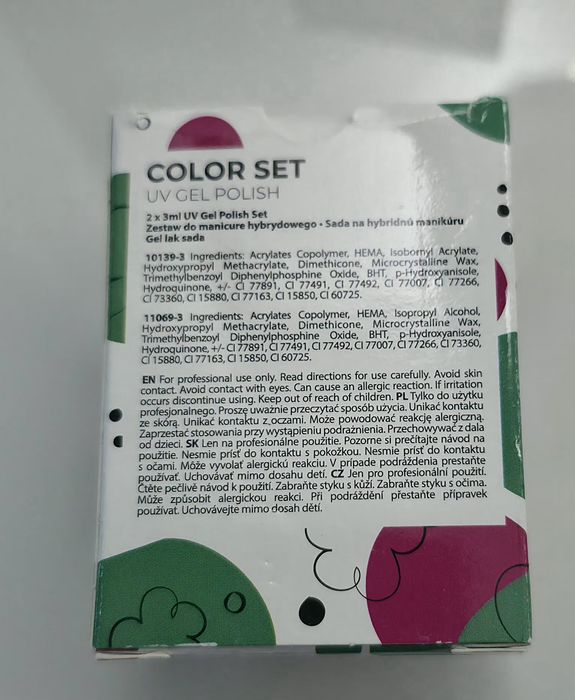 COLOR SET
UV GEL POLISH
2 x 3ml UV Gel Polish Set
Zestaw do manicure hybrydowego • Sada na hybridnú manikúru
Gel lak sada
10139-3 Ingredients: Acrylates Copolymer, HEMA, Isobornyl Acrylate,
Hydroxypropyl Methacrylate, Dimethicone, Microcrystalline Wax,
Trimethylbenzoyl Diphenylphosphine Oxide, BHT, p-Hydroxyanisole,
Hydroquinone, +/- CI 77891, CI 77491, CI 77492, CI 77007, CI 77266,
CI 73360, CI 15880, CI 77163, CI 15850, CI 60725.
11069-3 Ingredients: Acrylates Copolymer, HEMA, Isopropyl Alcohol,
Hydroxypropyl Methacrylate, Dimethicone, Microcrystalline Wax,
Trimethylbenzoyl Diphenylphosphine Oxide, BHT, p-Hydroxyanisole,
Hydroquinone, +/- CI 77891, CI 77491, CI 77492, CI 77007, CI 77266, CI 73360,
CI 15880, CI 77163, CI 15850, CI 60725.
EN For professional use only. Read directions for use carefully. Avoid skin
contact. Avoid contact with eyes. Can cause an allergic reaction. If irritation
occurs discontinue using. Keep out of reach of children. PL Tylko do użytku
profesjonalnego. Proszę uważnie przeczytać sposób użycia. Unikać kontaktu
ze skórą. Unikać kontaktu z oczami. Może powodować reakcję alergiczną.
Zaprzestać stosowania przy wystąpieniu podrażnienia. Przechowywać z dala
od dzieci. SK Len na profesionálne použitie. Pozorne si prečítajte návod na
použitie. Nesmie prísť do kontaktu s pokožkou. Nesmie prísť do kontaktu
s očami. Môže vyvolať alergickú reakciu. V prípade podráždenia prestaňte
používať. Uchovávať mimo dosahu detí. CZ Jen pro profesionální použití.
Čtěte pečlivě návod k použití. Zabraňte styku s kůží. Zabraňte styku s očima.
Může způsobit alergickou reakci. Při podráždění přestaňte přípravek
používat. Uchovávejte mimo dosah dětí.